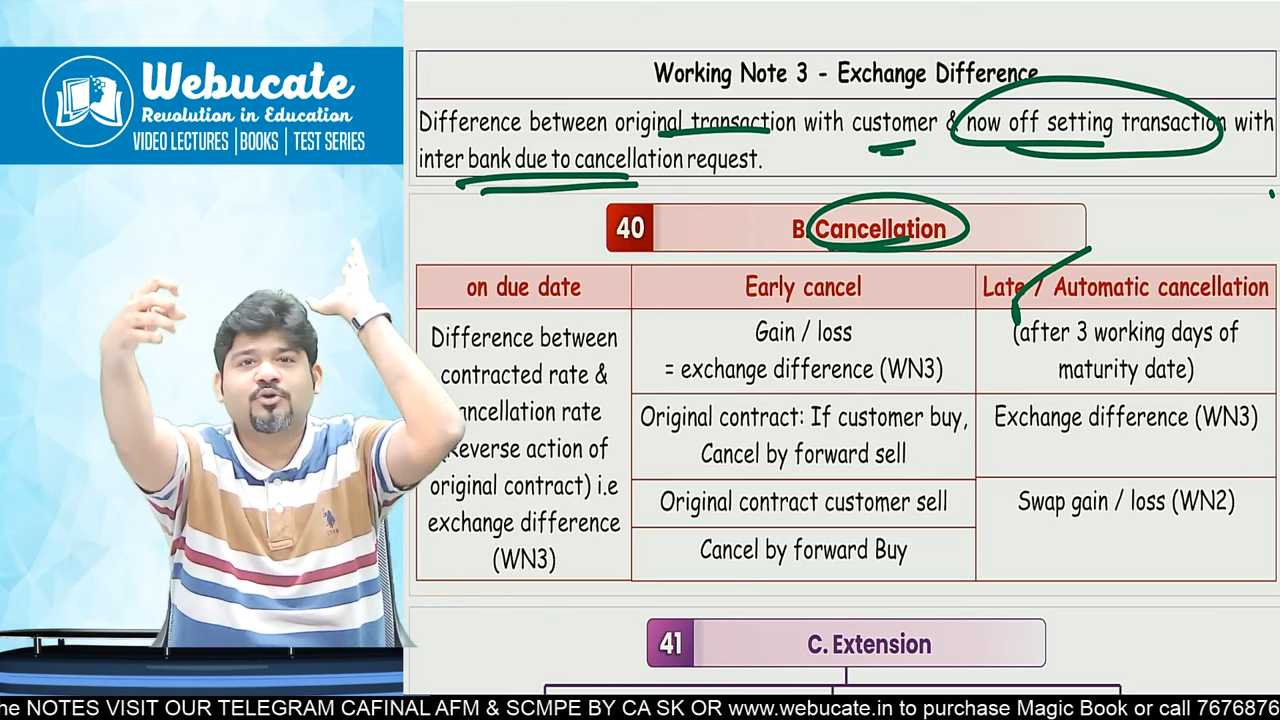 Webucate
Revolution in Education
VIDEO LECTURES | BOOKS | TEST SERIES
Working Note 3 - Exchange Difference
Difference between original transaction with customer & now off setting transaction with
inter bank due to cancellation request.
40 B. Cancellation
on due date
Difference between
contracted rate &
cancellation rate
(Reverse action of
original contract) i.e
exchange difference
(WN3)
Early cancel
Gain / loss
= exchange difference (WN3)
Original contract: If customer buy,
Cancel by forward sell
Original contract customer sell
Cancel by forward Buy
Late / Automatic cancellation
(after 3 working days of
maturity date)
Exchange difference (WN3)
Swap gain / loss (WN2)
41 C. Extension
he NOTES VISIT OUR TELEGRAM CAFINAL AFM & SCMPE BY CA SK OR www.webucate.in to purchase Magic Book or call 7676876